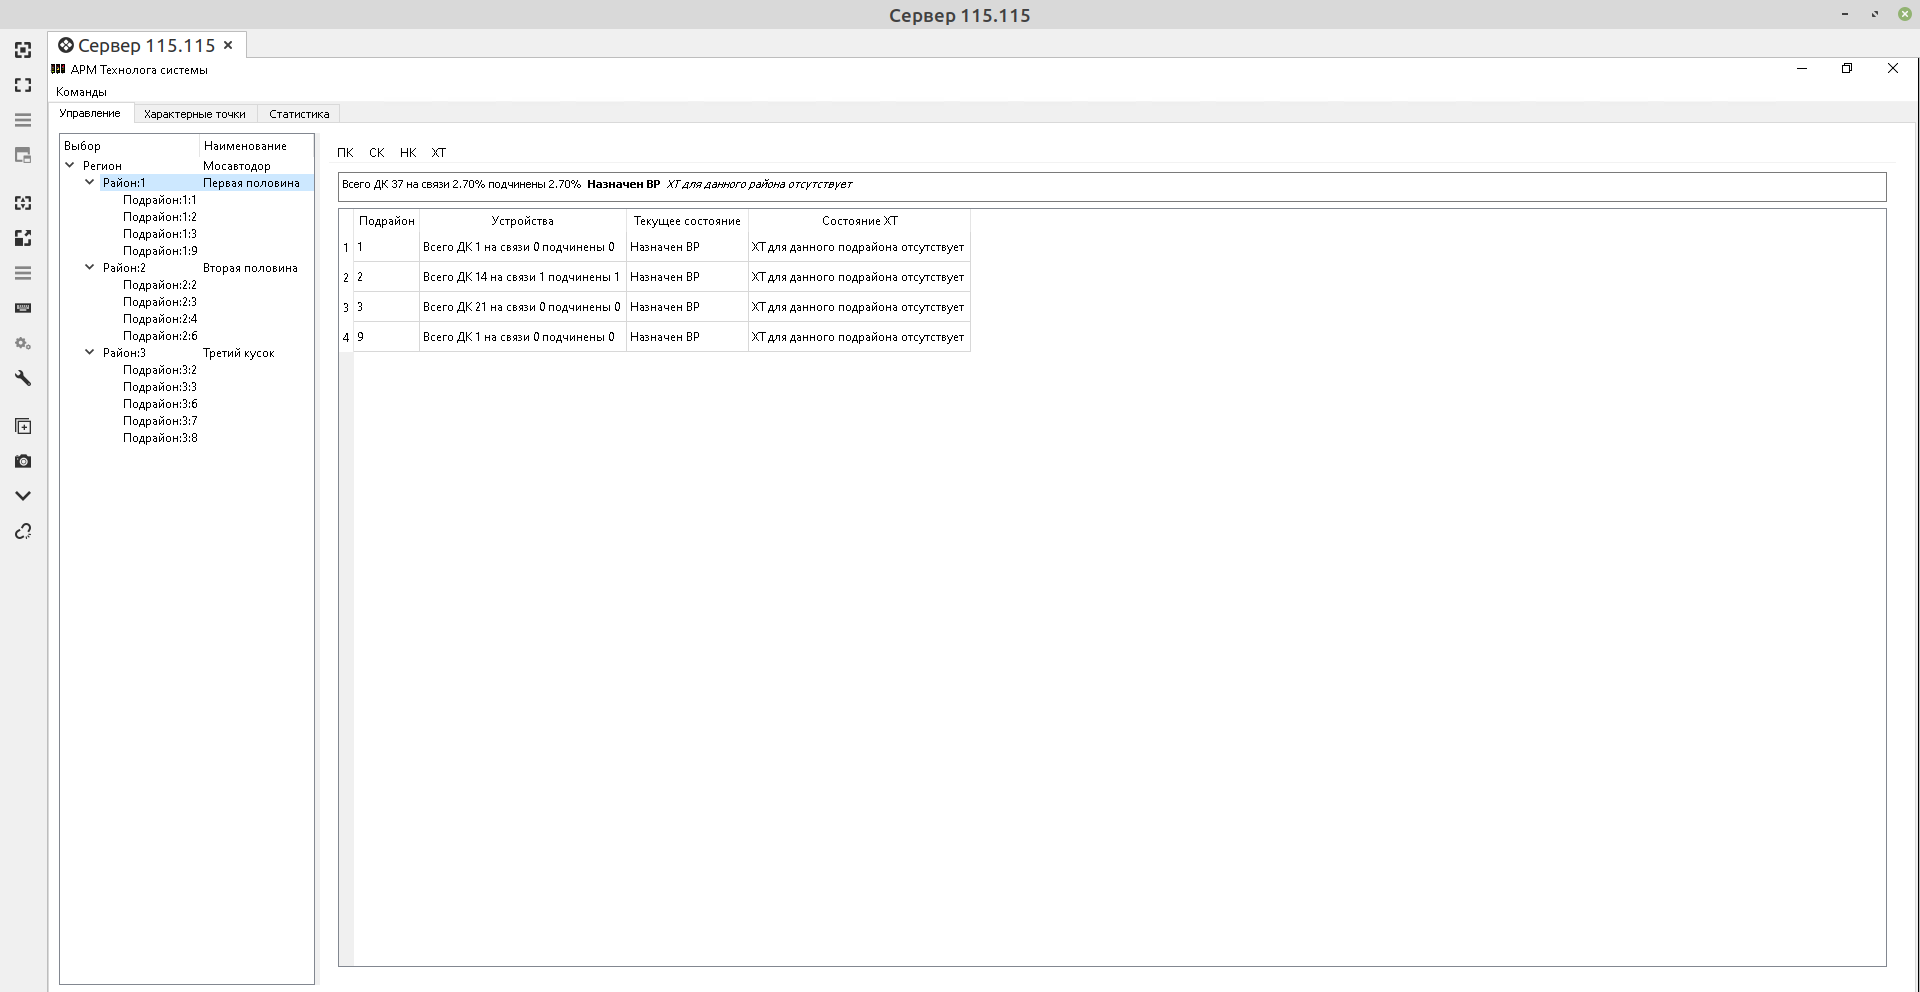 Сервер 115.115
Сервер 115.115
АРМ Технолога системы
Команды
Управление Характерные точки Статистика
Выбор Наименование
Регион Мосавтодор
Район:1 Первая половина
Подрайон:1:1
Подрайон:1:2
Подрайон:1:3
Подрайон:1:9
Район:2 Вторая половина
Подрайон:2:2
Подрайон:2:3
Подрайон:2:4
Подрайон:2:6
Район:3 Третий кусок
Подрайон:3:2
Подрайон:3:3
Подрайон:3:6
Подрайон:3:7
Подрайон:3:8
ПК СК НК ХТ
Всего ДК 37 на связи 2.70% подчинены 2.70% Назначен ВР ХТ для данного района отсутствует
Подрайон Устройства Текущее состояние Состояние ХТ
1 1 Всего ДК 1 на связи 0 подчинены 0 Назначен ВР ХТ для данного подрайона отсутствует
2 2 Всего ДК 14 на связи 1 подчинены 1 Назначен ВР ХТ для данного подрайона отсутствует
3 3 Всего ДК 21 на связи 0 подчинены 0 Назначен ВР ХТ для данного подрайона отсутствует
4 9 Всего ДК 1 на связи 0 подчинены 0 Назначен ВР ХТ для данного подрайона отсутствует